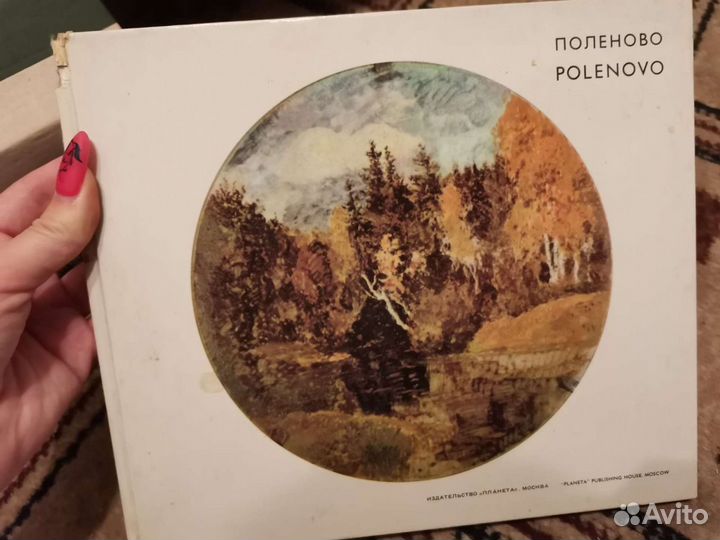 ПОЛЕНОВО
POLENOVO
ИЗДАТЕЛЬСТВО «ПЛАНЕТА», МОСКВА "PLANETA" PUBLISHING HOUSE, MOSCOW
Avito